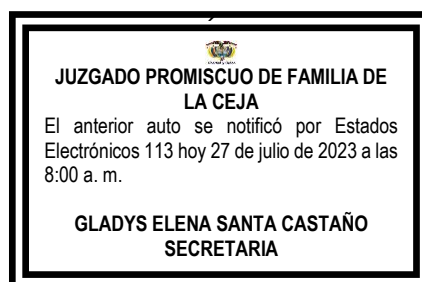 JUZGADO PROMISCUO DE FAMILIA DE
LA CEJA
El anterior auto se notificó por Estados
Electrónicos 113 hoy 27 de julio de 2023 a las
8:00 a. m.
GLADYS ELENA SANTA CASTAÑO
SECRETARIA